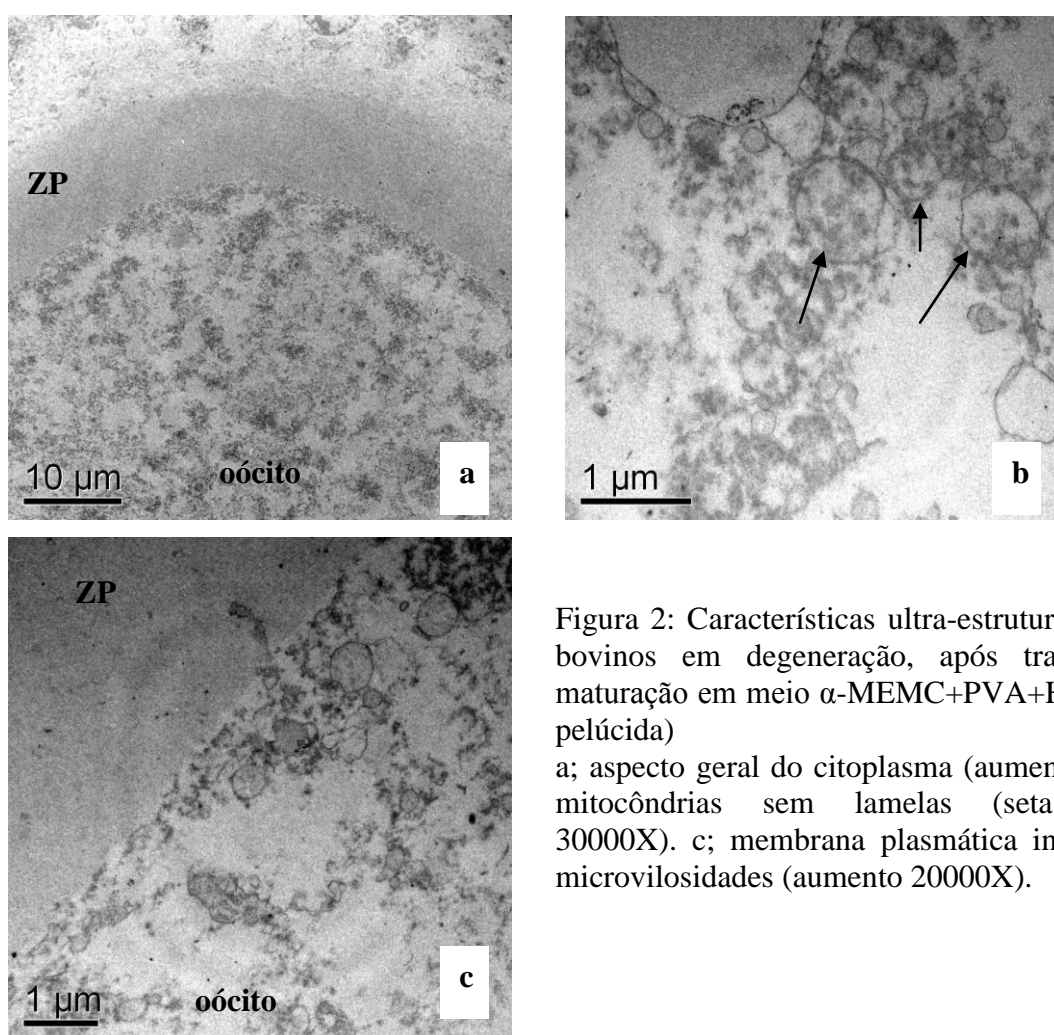 ZP
10 µm
oócito
a
1 µm
b
ZP
1 µm
oócito
c
Figura 2: Características ultra-estrutur
bovinos em degeneração, após tra
maturação em meio α-MEMC+PVA+
pelúcida)
a; aspecto geral do citoplasma (aumen
mitocôndrias sem lamelas (seta
30000X). c; membrana plasmática in
microvilosidades (aumento 20000X).